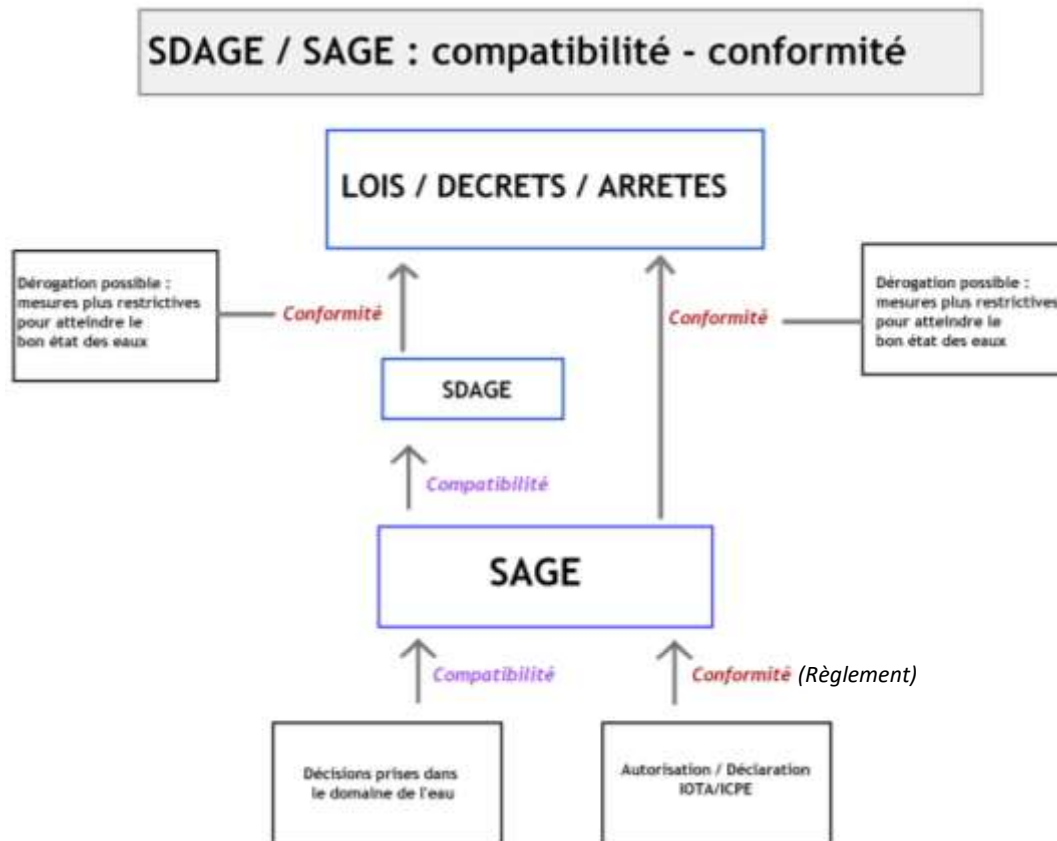 SDAGE / SAGE : compatibilité - conformité
LOIS / DECRETS / ARRETES
Dérogation possible :
mesures plus restrictives
pour atteindre le
bon état des eaux
Conformité
Conformité
Dérogation possible :
mesures plus restrictives
pour atteindre le
bon état des eaux
SDAGE
Compatibilité
SAGE
Compatibilité
Conformité (Règlement)
Décisions prises dans
le domaine de l'eau
Autorisation / Déclaration
IOTA/ICPE